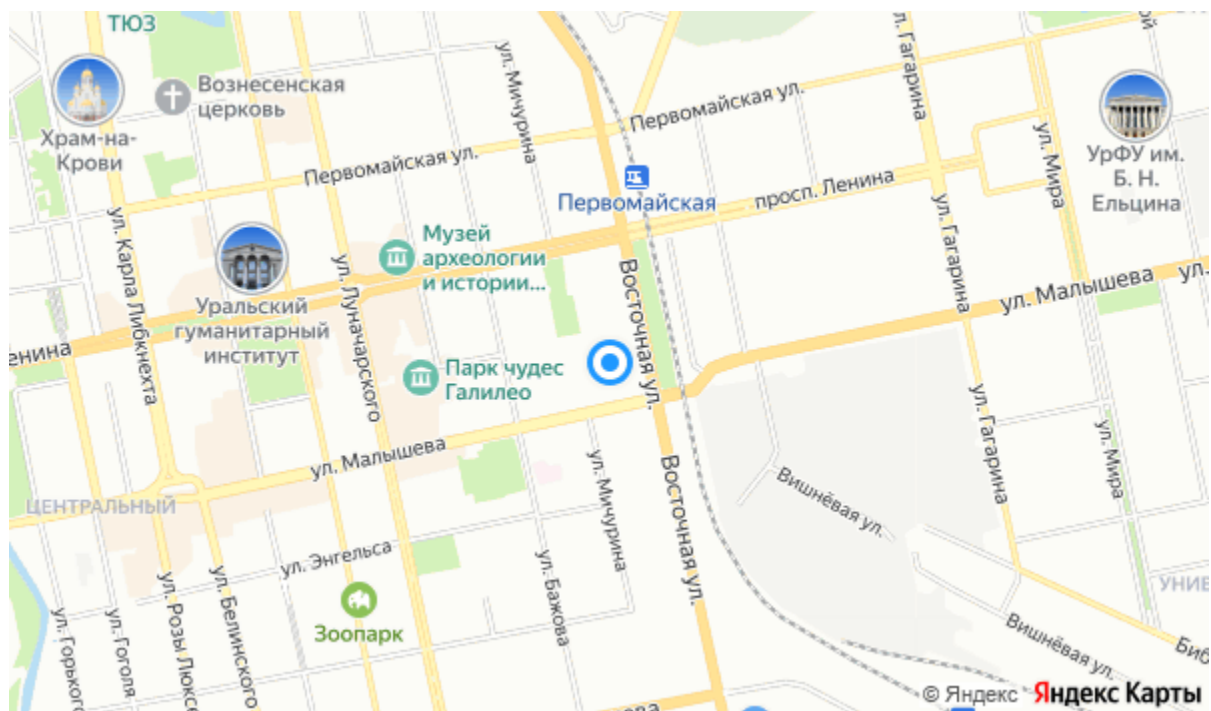 ТЮЗ
Вознесенская
церковь
Храм-на-
Крови
ул. Мичурина
ул. Гагарина
Первомайская ул.
Первомайская ул.
ул. Мира
УрФУ им.
Б. Н.
Ельцина
Первомайская
просп. Ленина
ул. Карла Либкнехта
Музей
археологии
и истории...
ул. Гагарина
Уральский
гуманитарный
институт
ул. Луначарского
Восточная ул.
ул. Малышева
ул.
Парк чудес
Галилео
ул. Малышева
ЦЕНТРАЛЬНЫЙ
ул. Мичурина
Восточная ул.
Вишнёвая ул.
ул. Гагарина
ул. Мира
ул. Энгельса
ул. Бажова
Зоопарк
ул. Горького
ул. Гоголя
ул. Розы Люксе
ул. Белинского
Вишнёвая ул.
УНИВ
Биб
© Яндекс Яндекс Карты